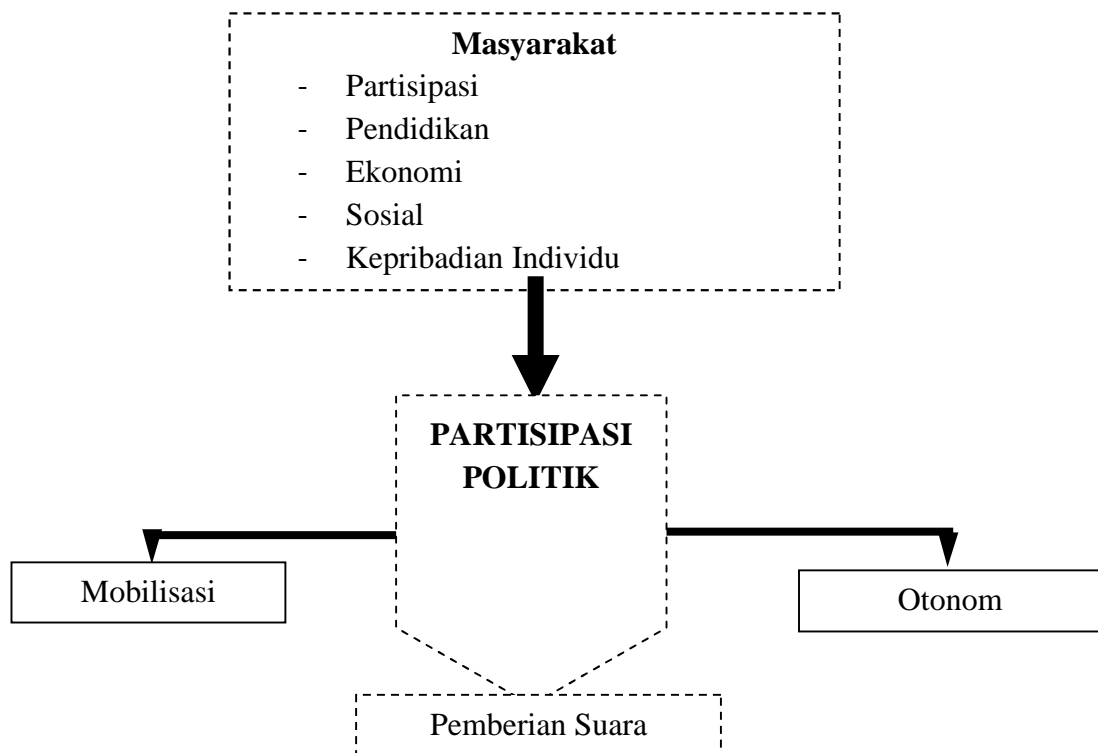 Masyarakat
- Partisipasi
- Pendidikan
- Ekonomi
- Sosial
- Kepribadian Individu
PARTISIPASI
POLITIK
Mobilisasi
Otonom
Pemberian Suara